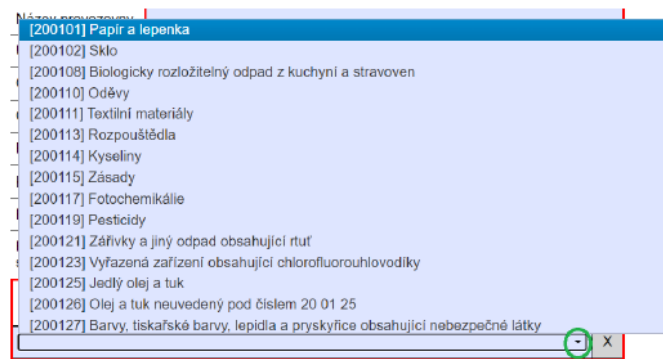 Název provozovny
[200101] Papír a lepenka
[200102] Sklo
[200108] Biologicky rozložitelný odpad z kuchyní a stravoven
[200110] Oděvy
[200111] Textilní materiály
[200113] Rozpouštědla
[200114] Kyseliny
[200115] Zásady
[200117] Fotochemikálie
[200119] Pesticidy
[200121] Zářivky a jiný odpad obsahující rtuť
[200123] Vyřazená zařízení obsahující chlorofluorouhlovodíky
[200125] Jedlý olej a tuk
[200126] Olej a tuk neuvedený pod číslem 20 01 25
[200127] Barvy, tiskařské barvy, lepidla a pryskyřice obsahující nebezpečné látky
X